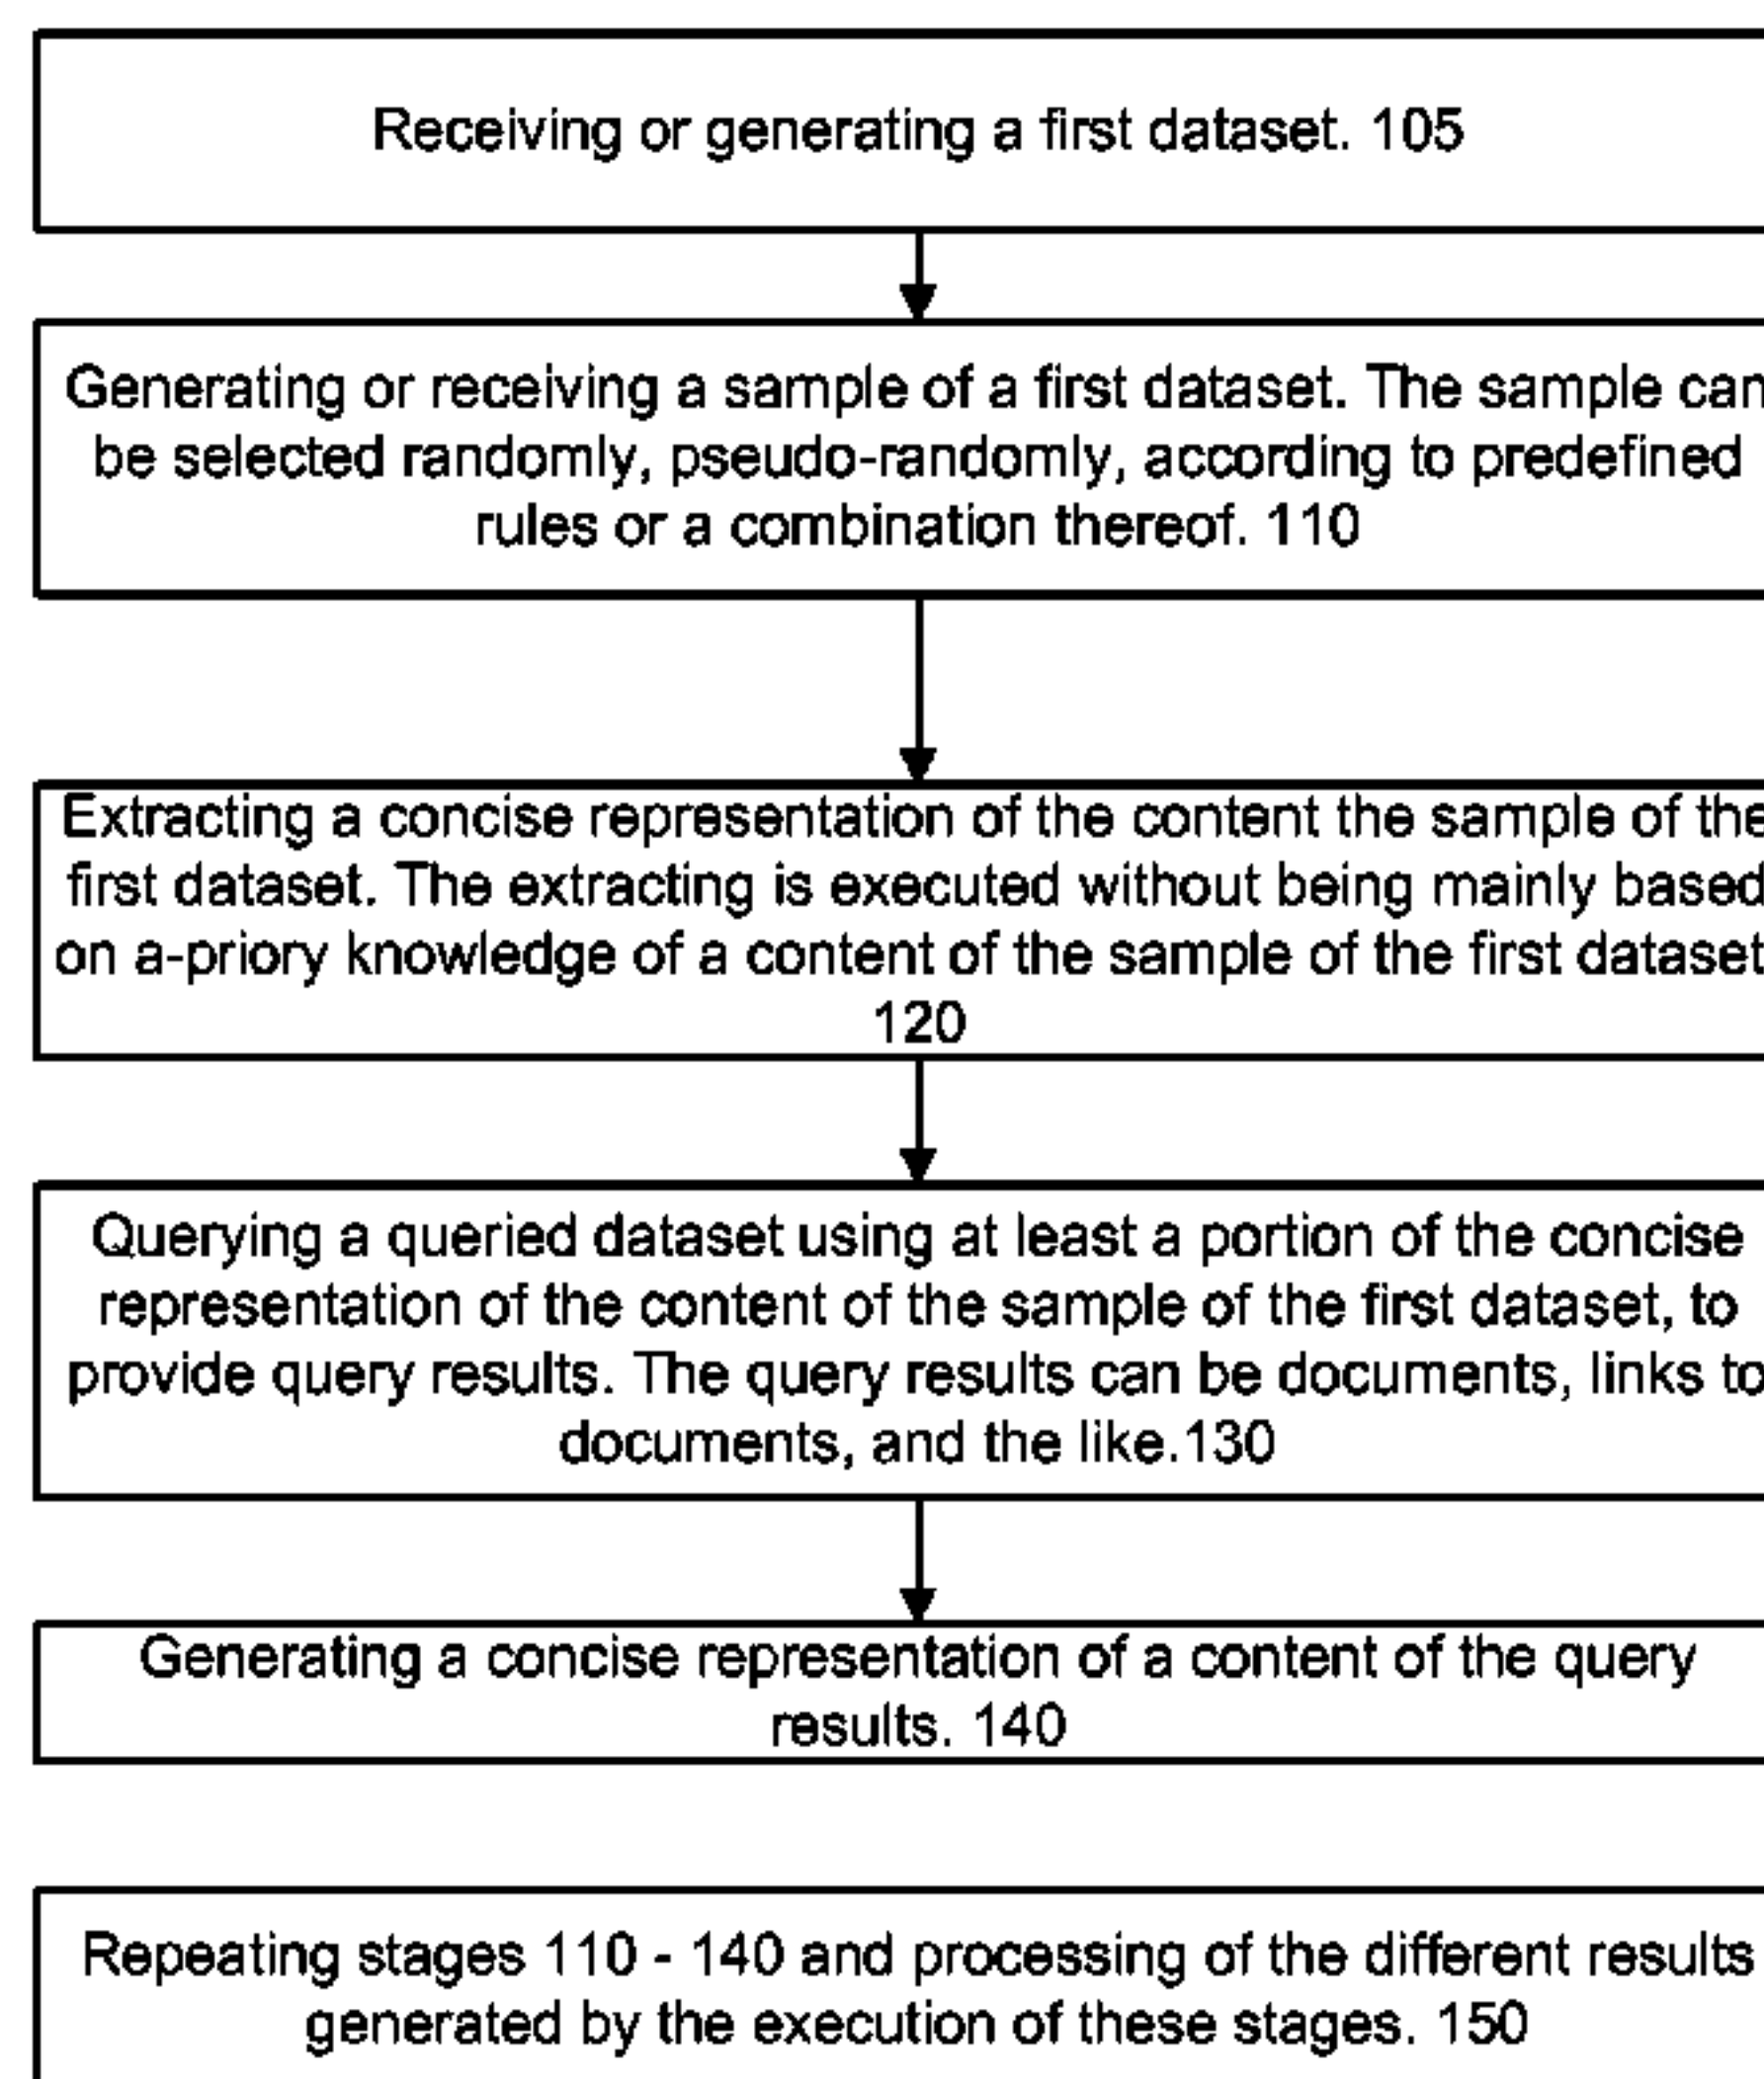 Receiving or generating a first dataset. 105
Generating or receiving a sample of a first dataset. The sample can
be selected randomly, pseudo-randomly, according to predefined
rules or a combination thereof. 110
Extracting a concise representation of the content the sample of the
first dataset. The extracting is executed without being mainly based
on a-priory knowledge of a content of the sample of the first dataset
120
Querying a queried dataset using at least a portion of the concise
representation of the content of the sample of the first dataset, to
provide query results. The query results can be documents, links to
documents, and the like.130
Generating a concise representation of a content of the query
results. 140
Repeating stages 110 - 140 and processing of the different results
generated by the execution of these stages. 150